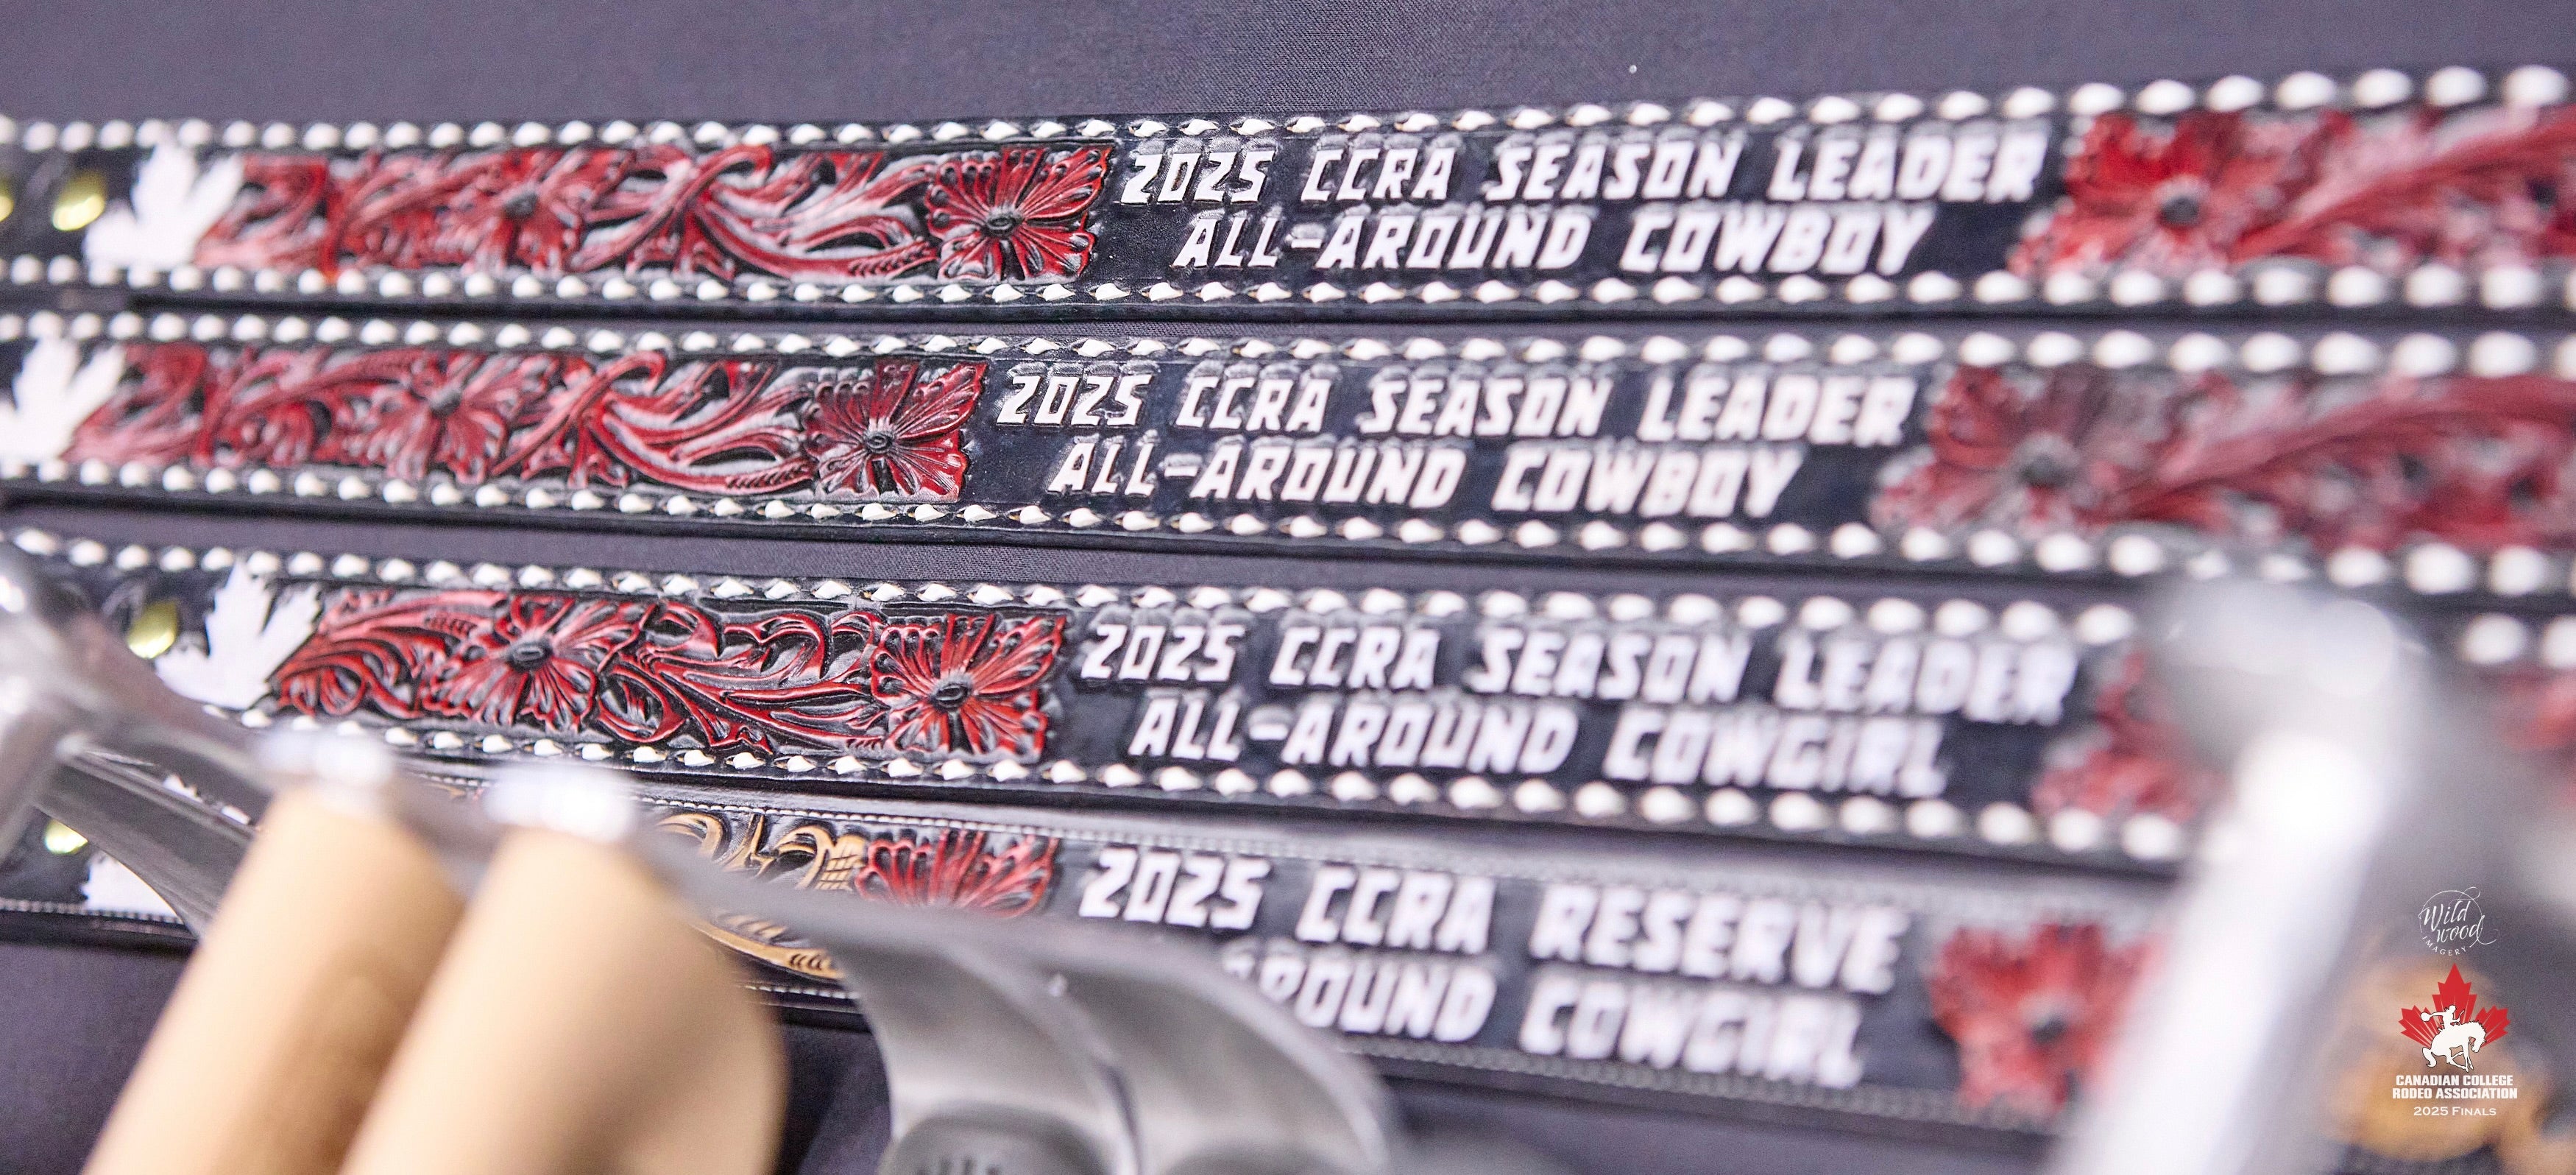 2025 CCRA SEASON LEADER
ALL-AROUND COWBOY
2025 CCRA SEASON LEADER
ALL-AROUND COWBOY
2025 CCRA SEASON LEADER
ALL-AROUND COWGIRL
2025 CCRA RESERVE
AROUND COWGIRL
Wild
wood
IMAGERY
CANADIAN COLLEGE
RODEO ASSOCIATION
2025 FINALS